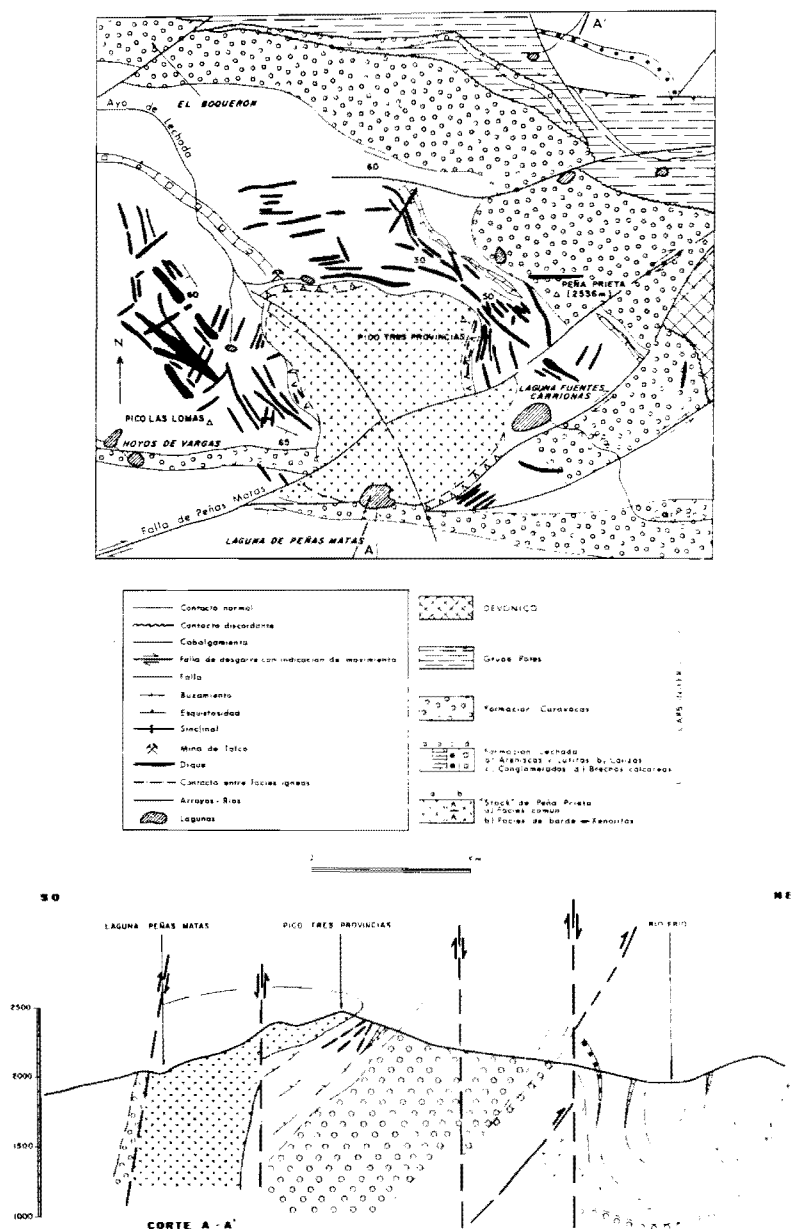 A'
EL BOQUERON
Ayo de Lechada
60
30
50
60
PEÑA PRIETA
(2536m)
PICO TRES PROVINCIAS
N
LAGUNA FUENTES
CARRIONAS
PICO LAS LOMAS
HOYOS DE VARGAS
65
Falla de Peñas Matas
LAGUNA DE PEÑAS MATAS
A
Contacto normal
Contacto discordante
Cabalgamiento
Falla de desgarre con indicacion de movimiento
Falla
Buzamiento
Esquistosidad
Sinclinal
Mina de Talco
Dique
Contacto entre facies igneas
Arroyos-Rios
Lagunas
DEVONICO
Grupo Potes
Formacion Curavacas
a b c d
Formacion Lechada
a) Areniscas y Lutitas b) Calizas
c) Conglomerados d) Brechas calcareas
a b
"Stock" de Peña Prieta
a) Facies comun
b) Facies de borde Xenolitos
SO
NE
LAGUNA PEÑAS MATAS
PICO TRES PROVINCIAS
RIO FRIO
2500
2000
1500
1000
CORTE A-A'